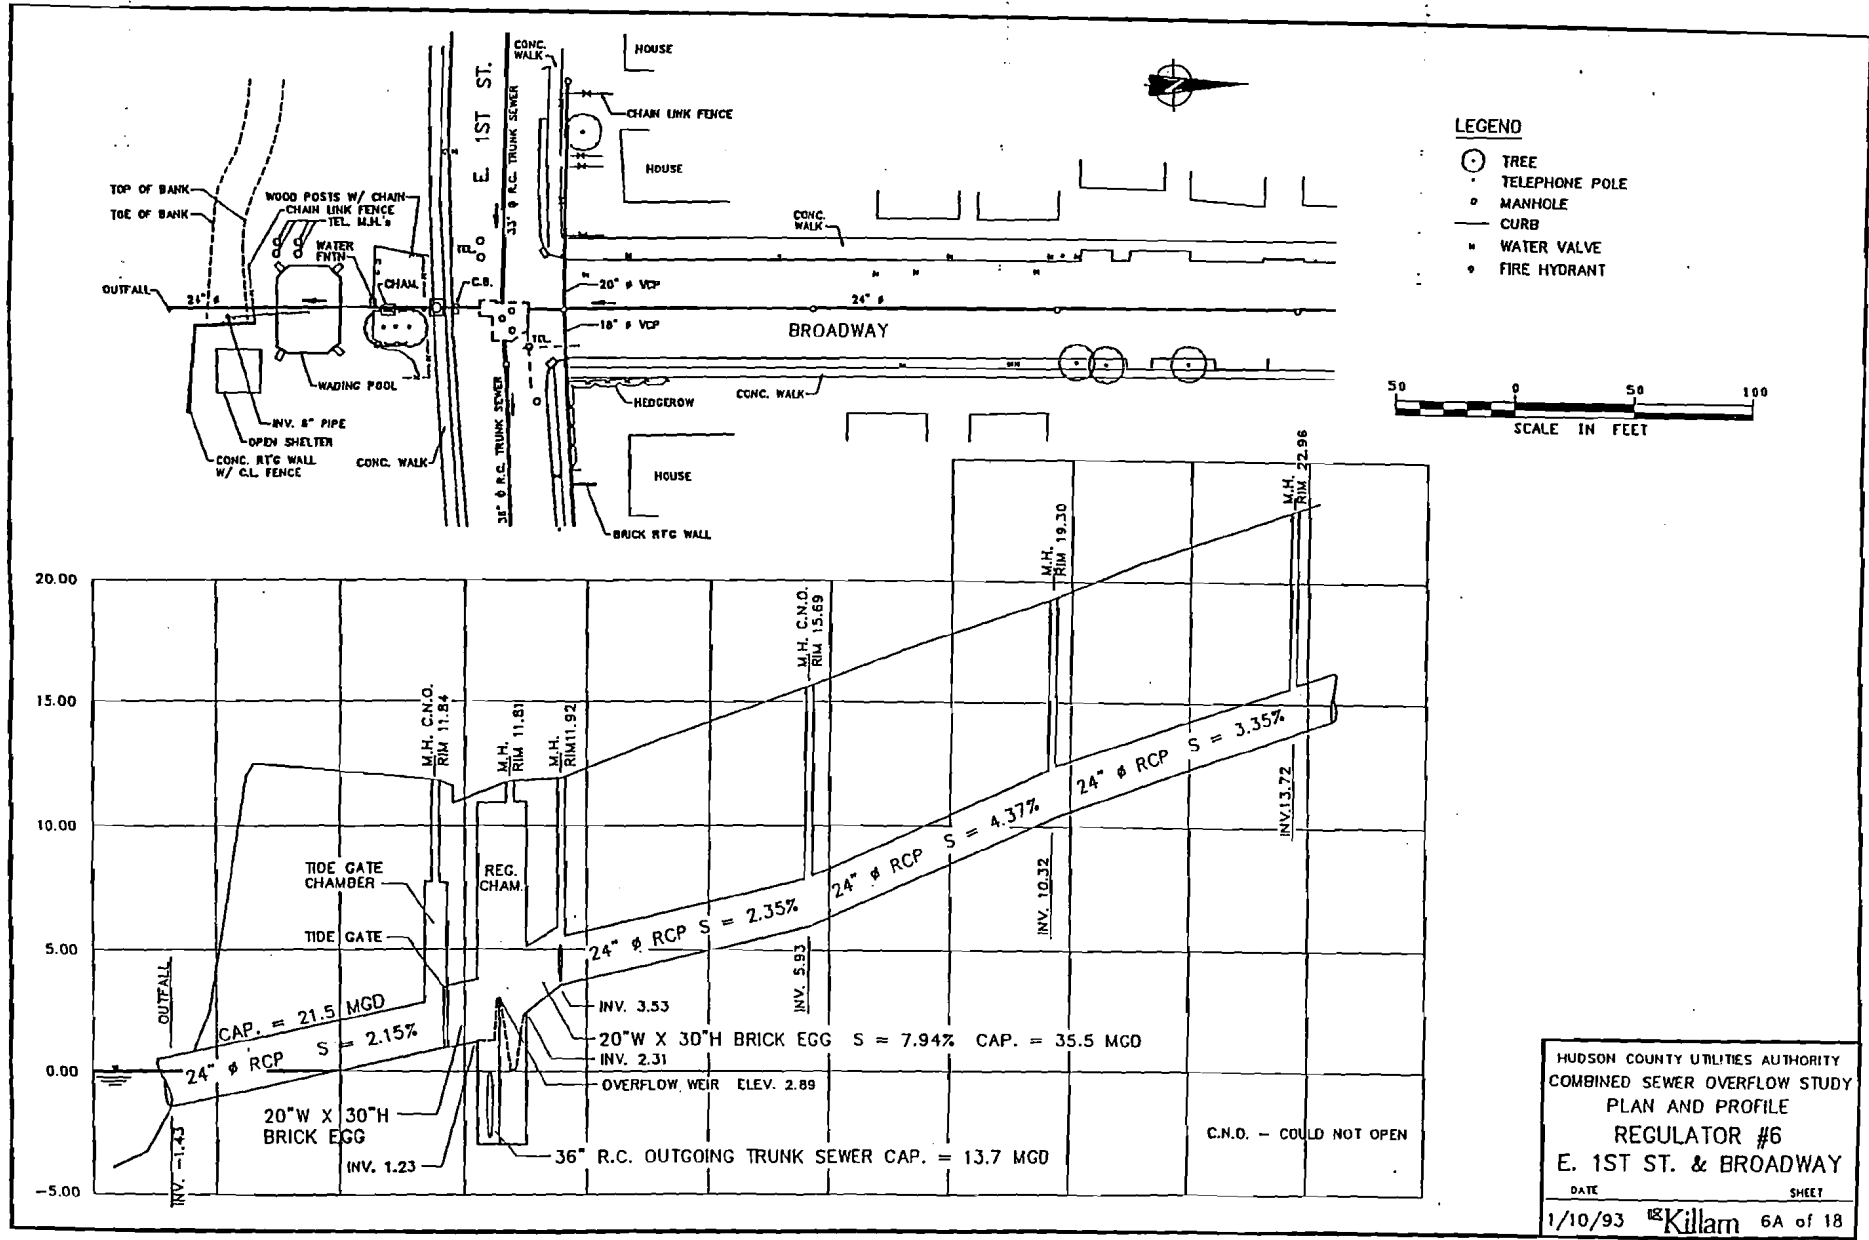 CONC.
WALK
HOUSE
E 1ST ST.
33" ϕ R.C. TRUNK SEWER
CHAIN LINK FENCE
HOUSE
TOP OF BANK
TOE OF BANK
WOOD POSTS W/ CHAIN
CHAIN LINK FENCE
TEL. M.H.'s
WATER
FNTN
CHAM.
TEL.
C.B.
OUTFALL
24" ϕ
CONC.
WALK
20" ϕ VCP
18" ϕ VCP
24" ϕ
BROADWAY
TEL.
WADING POOL
INV. 8" PIPE
OPEN SHELTER
CONC. RT'G WALL
W/ C.L. FENCE
CONC. WALK
36" ϕ R.C. TRUNK SEWER
HEDGEROW
CONC. WALK
HOUSE
BRICK RT'G WALL
LEGEND
TREE
TELEPHONE POLE
MANHOLE
CURB
WATER VALVE
FIRE HYDRANT
50 0 50 100
SCALE IN FEET
20.00
15.00
10.00
5.00
0.00
-5.00
M.H. C.N.O.
RIM 11.84
M.H.
RIM 11.81
M.H.
RIM 11.92
M.H. C.N.O.
RIM 15.69
M.H.
RIM 19.30
M.H.
RIM 22.96
TIDE GATE
CHAMBER
REG.
CHAM.
TIDE GATE
OUTFALL
CAP. = 21.5 MGD
24" ϕ RCP S = 2.15%
24" ϕ RCP S = 2.35%
24" ϕ RCP S = 4.37%
24" ϕ RCP S = 3.35%
INV. 5.93
INV. 10.32
INV. 13.72
INV. 3.53
20"W X 30"H BRICK EGG S = 7.94% CAP. = 35.5 MGD
INV. 2.31
OVERFLOW WEIR ELEV. 2.89
20"W X 30"H
BRICK EGG
INV. 1.23
INV. -1.43
36" R.C. OUTGOING TRUNK SEWER CAP. = 13.7 MGD
C.N.O. - COULD NOT OPEN
HUDSON COUNTY UTILITIES AUTHORITY
COMBINED SEWER OVERFLOW STUDY
PLAN AND PROFILE
REGULATOR #6
E. 1ST ST. & BROADWAY
DATE SHEET
1/10/93 Killam 6A of 18